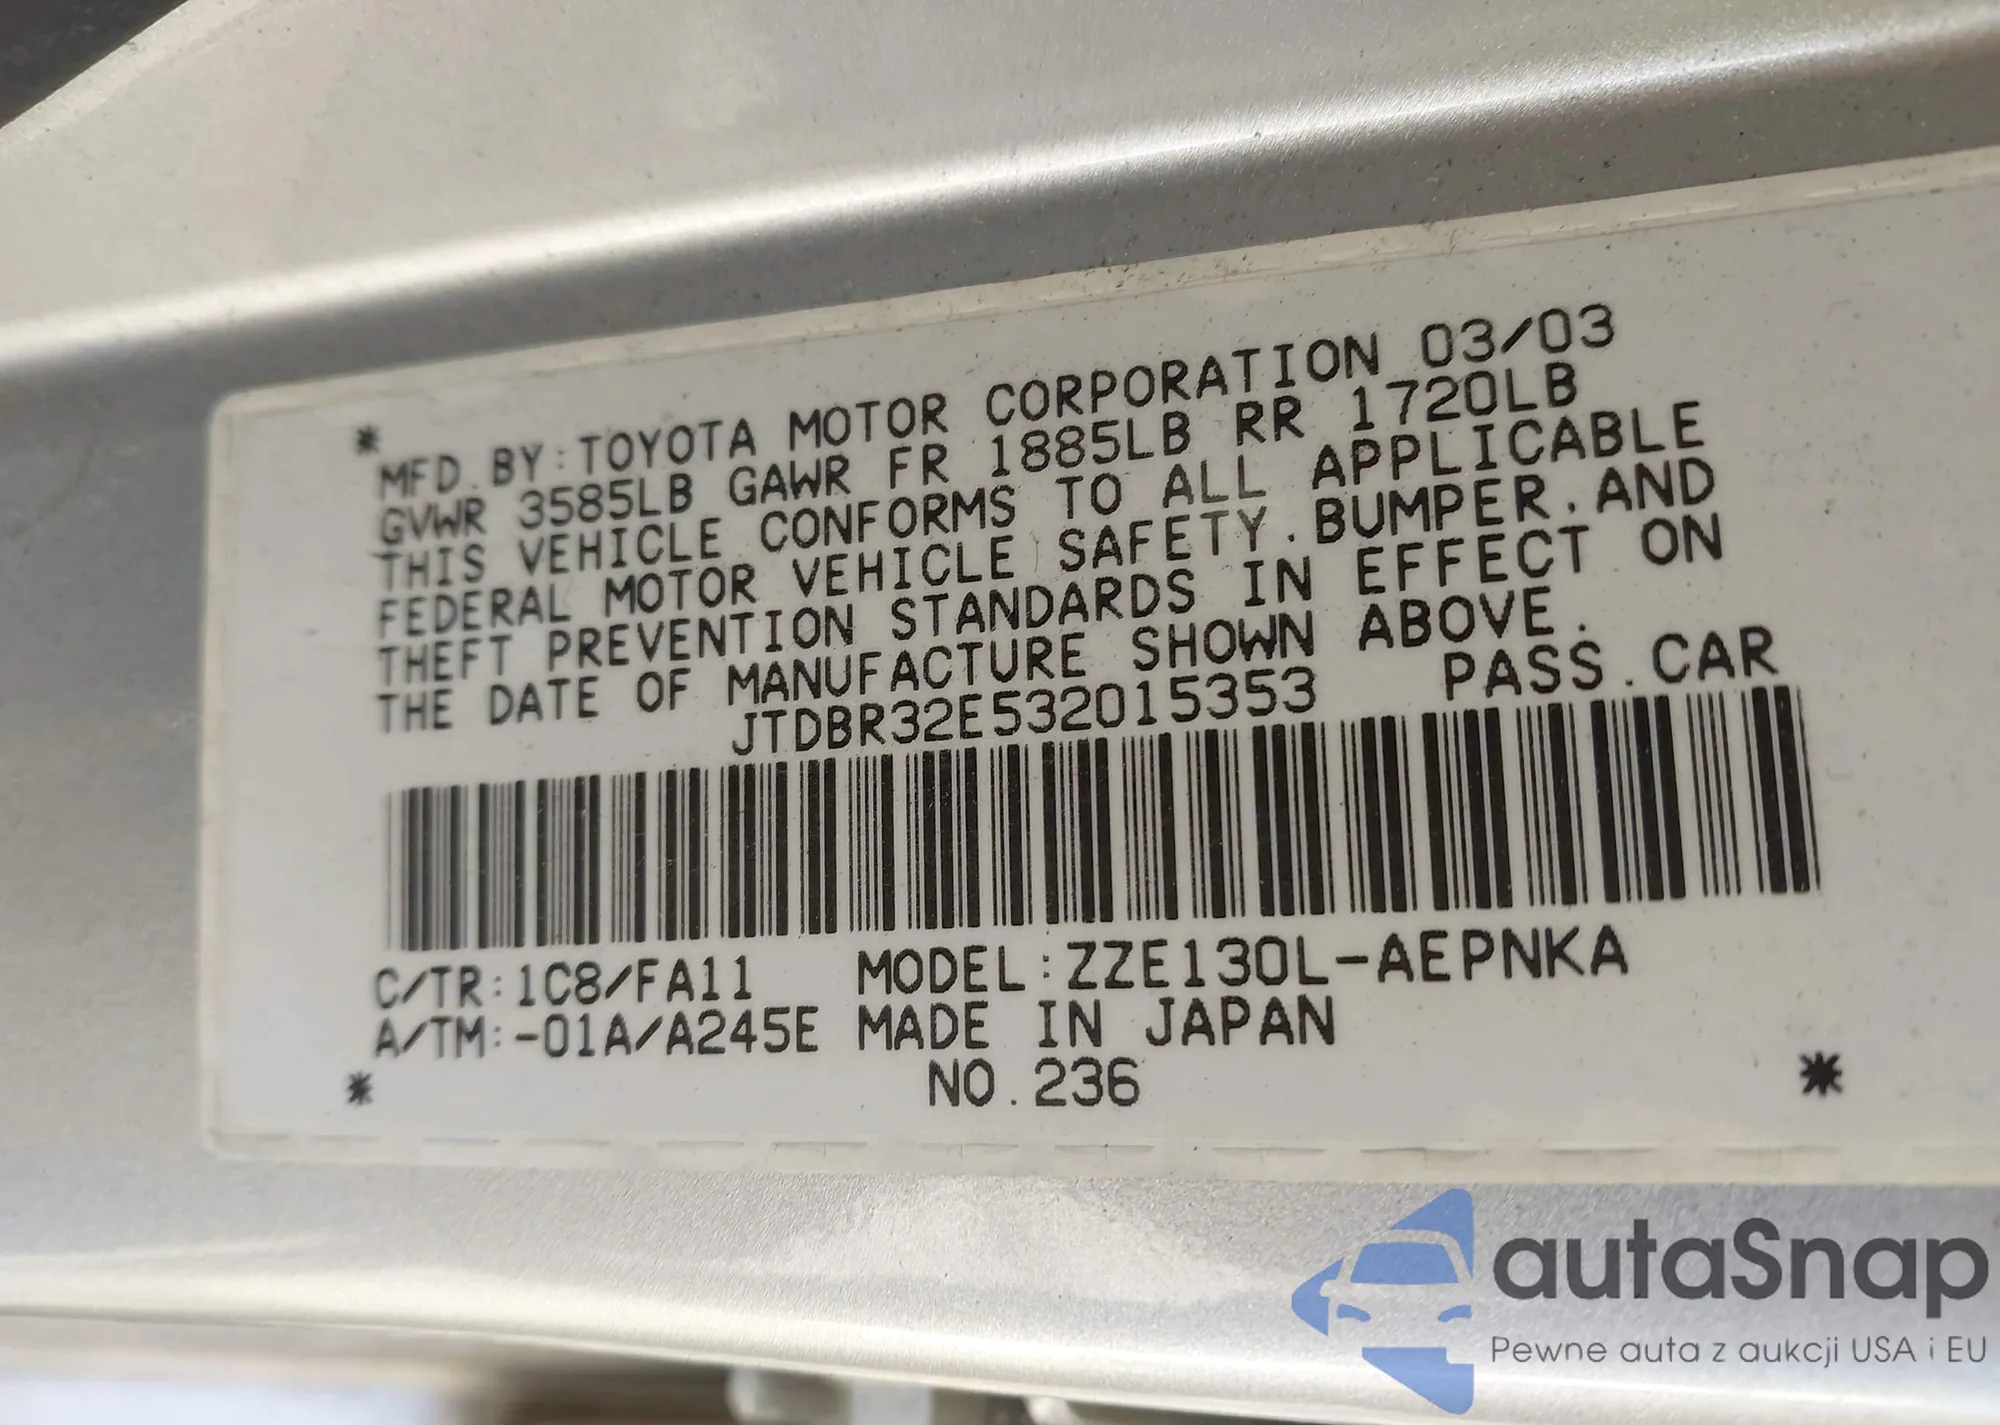 *
MFD.BY:TOYOTA MOTOR CORPORATION 03/03
GVWR 3585LB GAWR FR 1885LB RR 1720LB
THIS VEHICLE CONFORMS TO ALL APPLICABLE
FEDERAL MOTOR VEHICLE SAFETY.BUMPER.AND
THEFT PREVENTION STANDARDS IN EFFECT ON
THE DATE OF MANUFACTURE SHOWN ABOVE.
JTDBR32E532015353 PASS.CAR
C/TR:1C8/FA11 MODEL:ZZE130L-AEPNKA
A/TM:-01A/A245E MADE IN JAPAN
* NO.236 *
autaSnap
Pewne auta z aukcji USA i EU